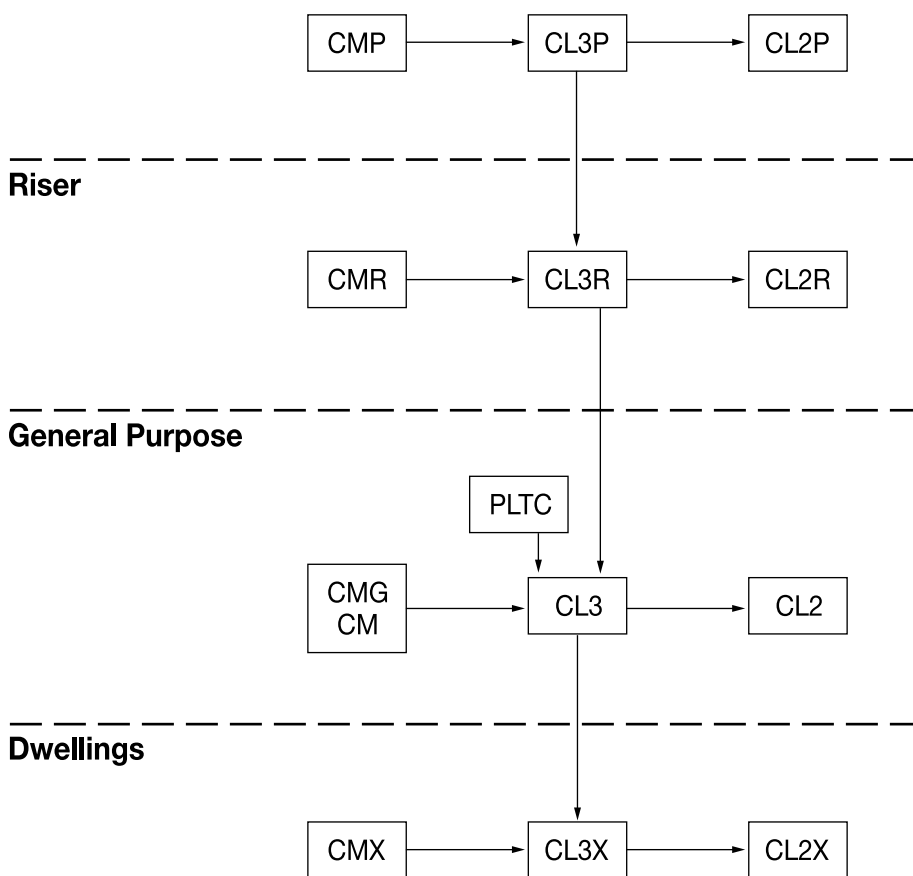 CMP
CL3P
CL2P
Riser
CMR
CL3R
CL2R
General Purpose
PLTC
CMG
CM
CL3
CL2
Dwellings
CMX
CL3X
CL2X